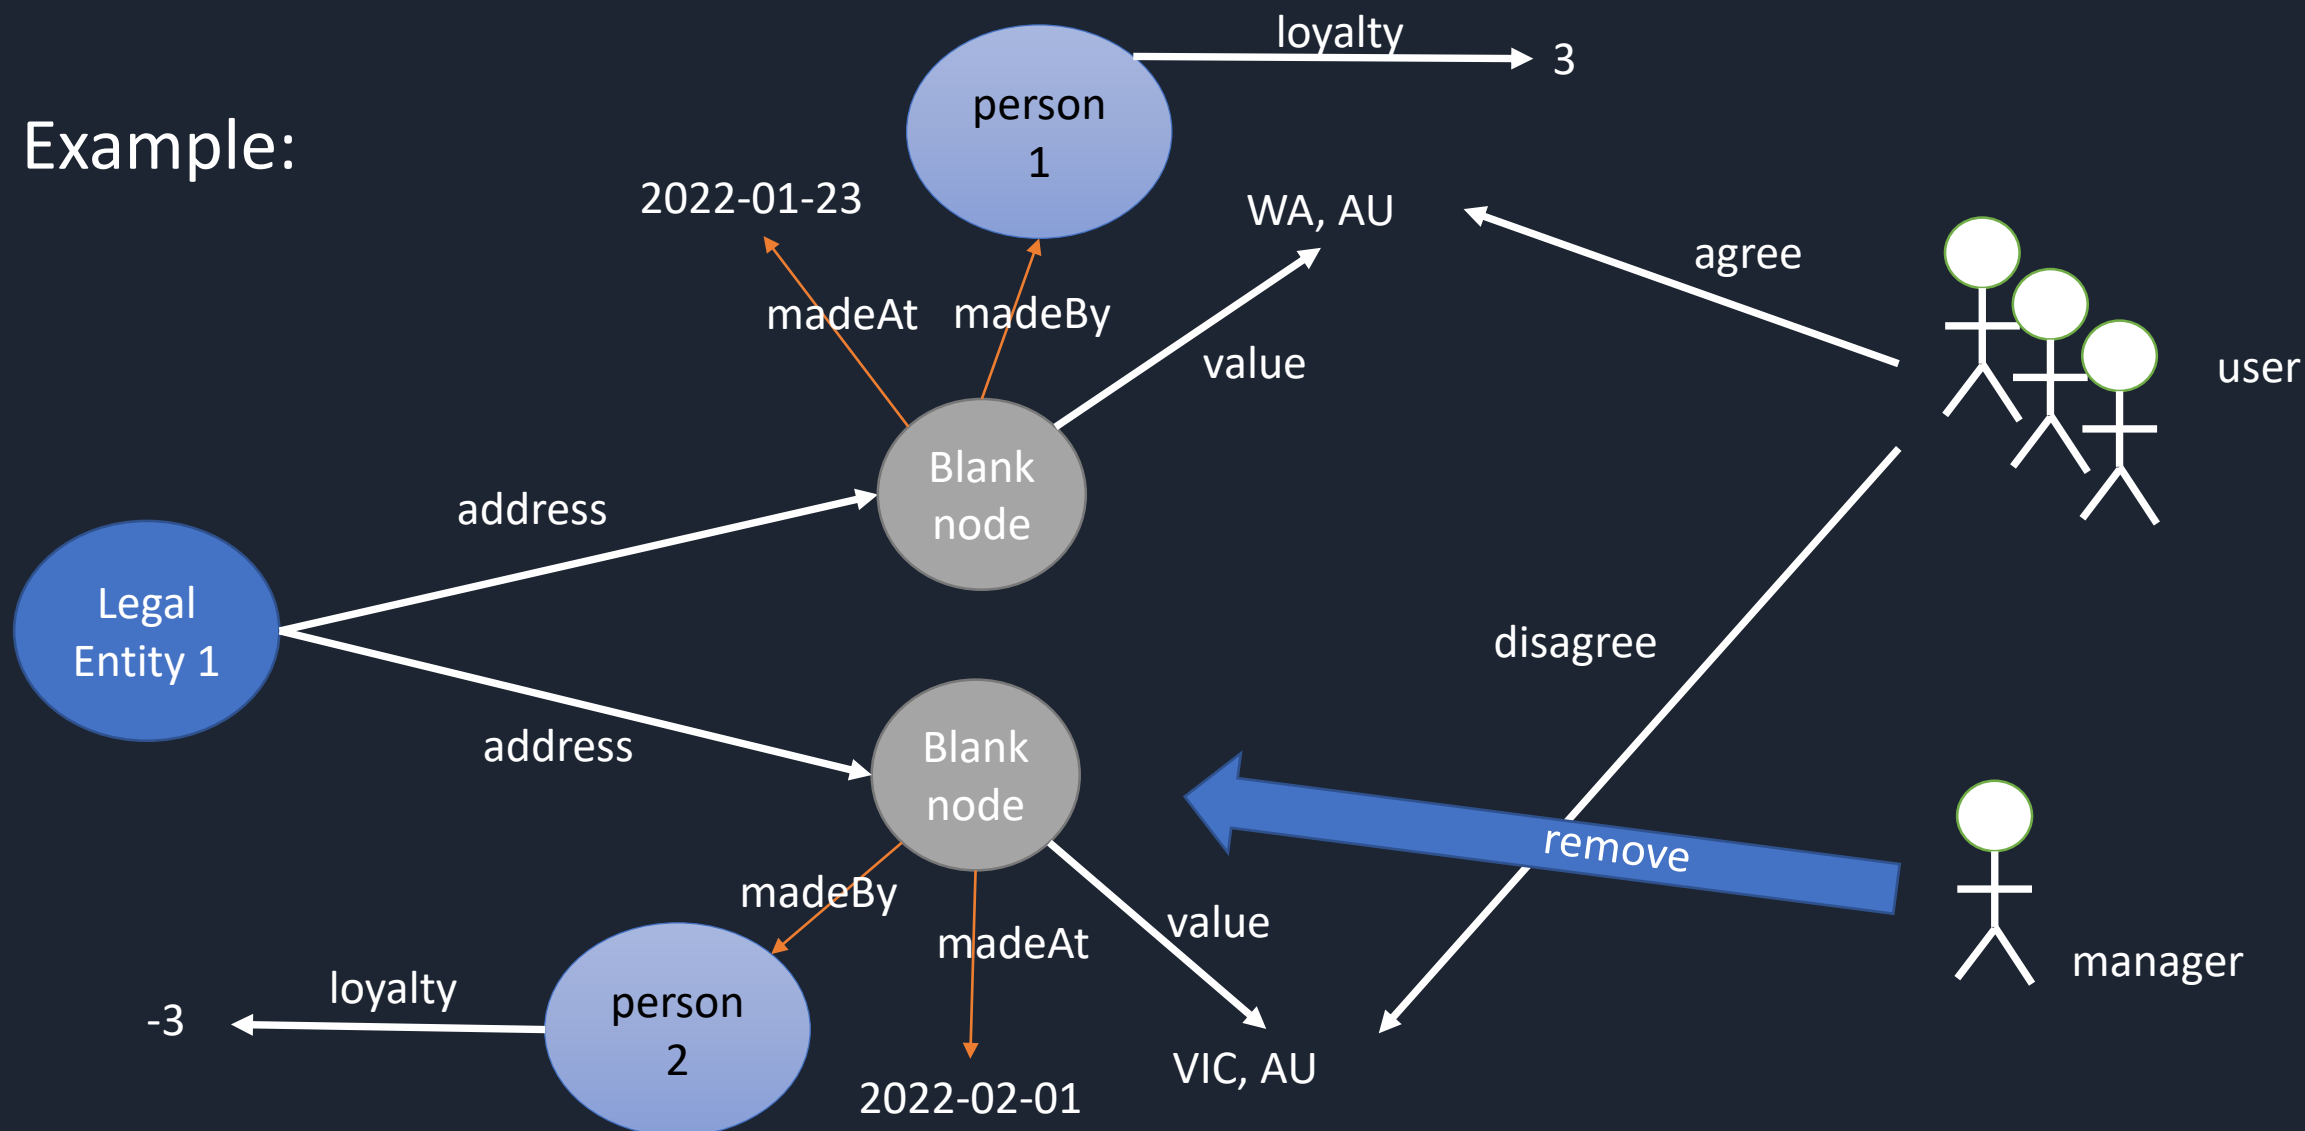 Example:
loyalty
3
person
1
2022-01-23
WA, AU
agree
madeAt
madeBy
value
user
Blank
node
address
Legal
Entity 1
disagree
address
Blank
node
remove
madeBy
madeAt
value
manager
loyalty
-3
person
2
VIC, AU
2022-02-01